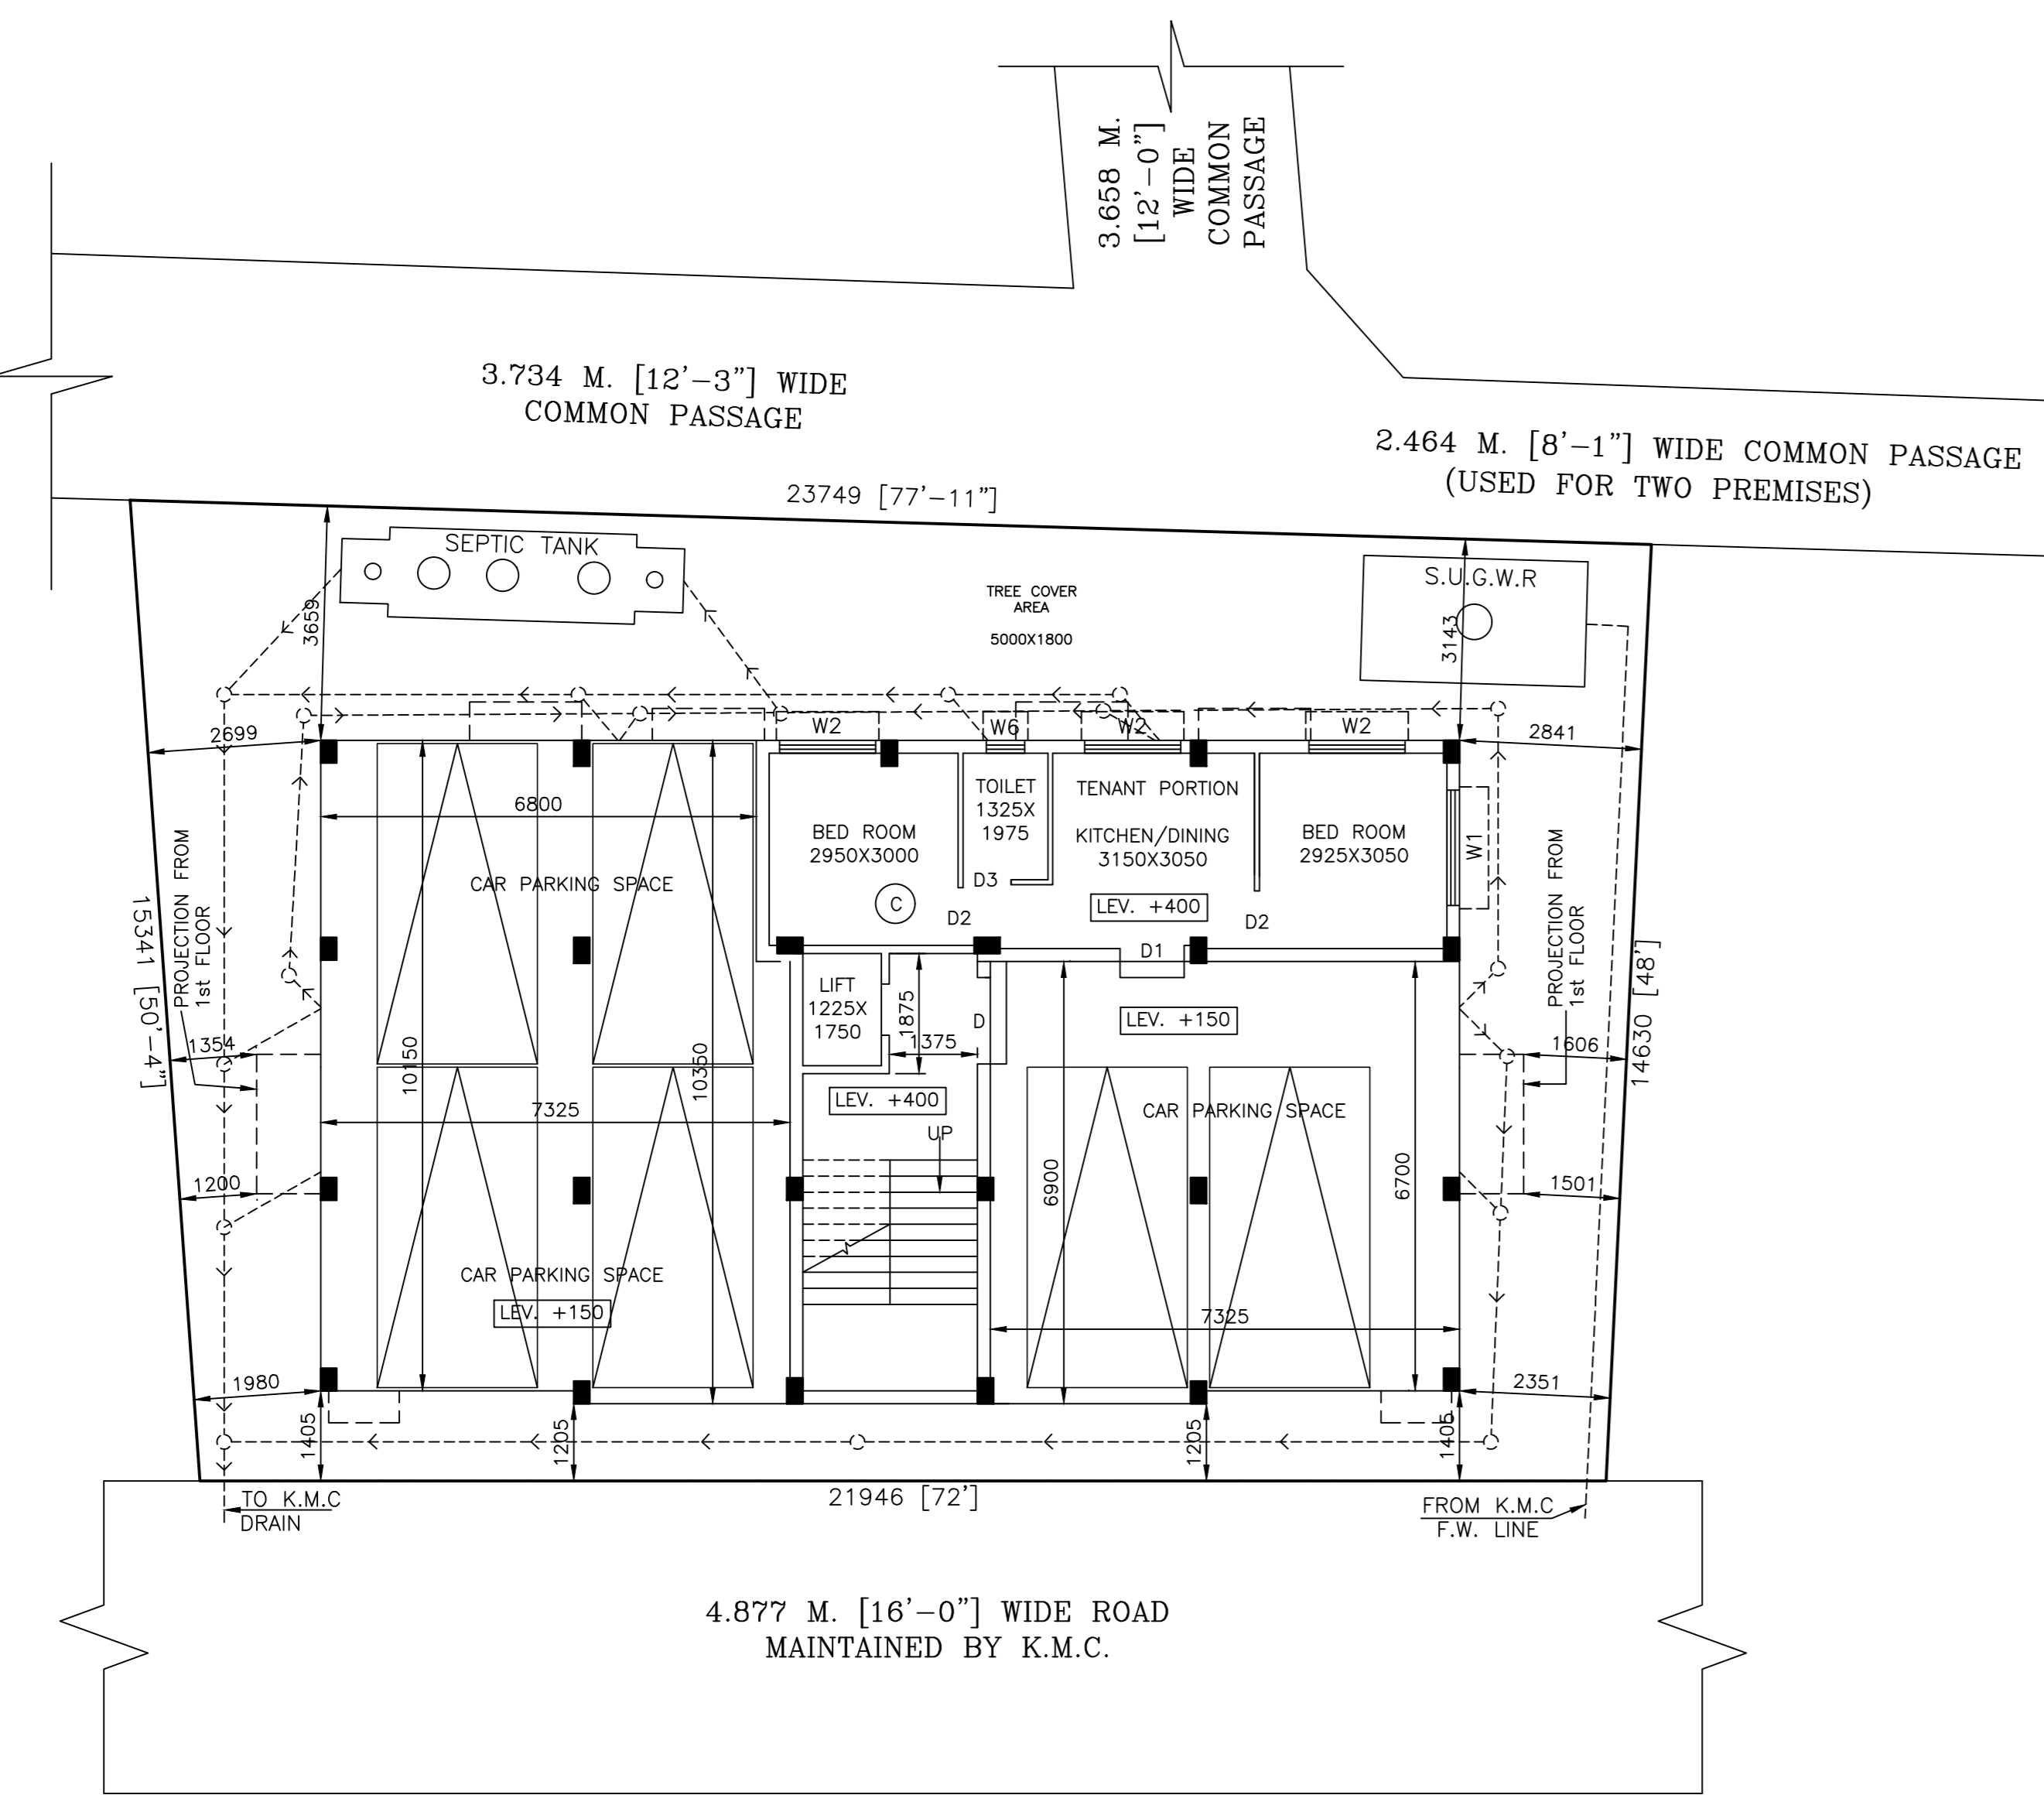 3.658 M.
[12'-0"]
WIDE
COMMON
PASSAGE
3.734 M. [12'-3"] WIDE
COMMON PASSAGE
2.464 M. [8'-1"] WIDE COMMON PASSAGE
(USED FOR TWO PREMISES)
23749 [77'-11"]
SEPTIC TANK
S.U.G.W.R
TREE COVER
AREA
5000X1800
3659
3143
2699
2841
W2
W6
W2
W2
6800
TOILET
1325X
1975
TENANT PORTION
KITCHEN/DINING
3150X3050
BED ROOM
2950X3000
BED ROOM
2925X3050
W1
CAR PARKING SPACE
C
D3
D2
LEV. +400
D2
D1
PROJECTION FROM
1st FLOOR
PROJECTION FROM
1st FLOOR
15341 [50'-4"]
14630 [48']
LIFT
1225X
1750
1875
D
LEV. +150
1354
1375
1606
10150
10350
LEV. +400
7325
CAR PARKING SPACE
UP
1200
6900
6700
1501
CAR PARKING SPACE
LEV. +150
7325
1980
2351
1405
1205
1205
1405
21946 [72']
TO K.M.C
DRAIN
FROM K.M.C
F.W. LINE
4.877 M. [16'-0"] WIDE ROAD
MAINTAINED BY K.M.C.